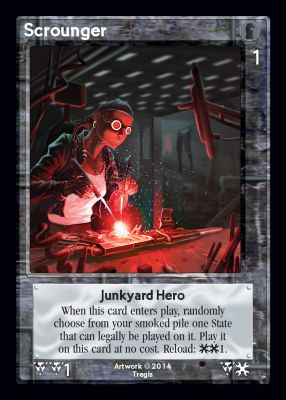 Scrounger
1
Junkyard Hero
When this card enters play, randomly
choose from your smoked pile one State
that can legally be played on it. Play it
on this card at no cost. Reload: 1.
Artwork © 2014
Tregis
1